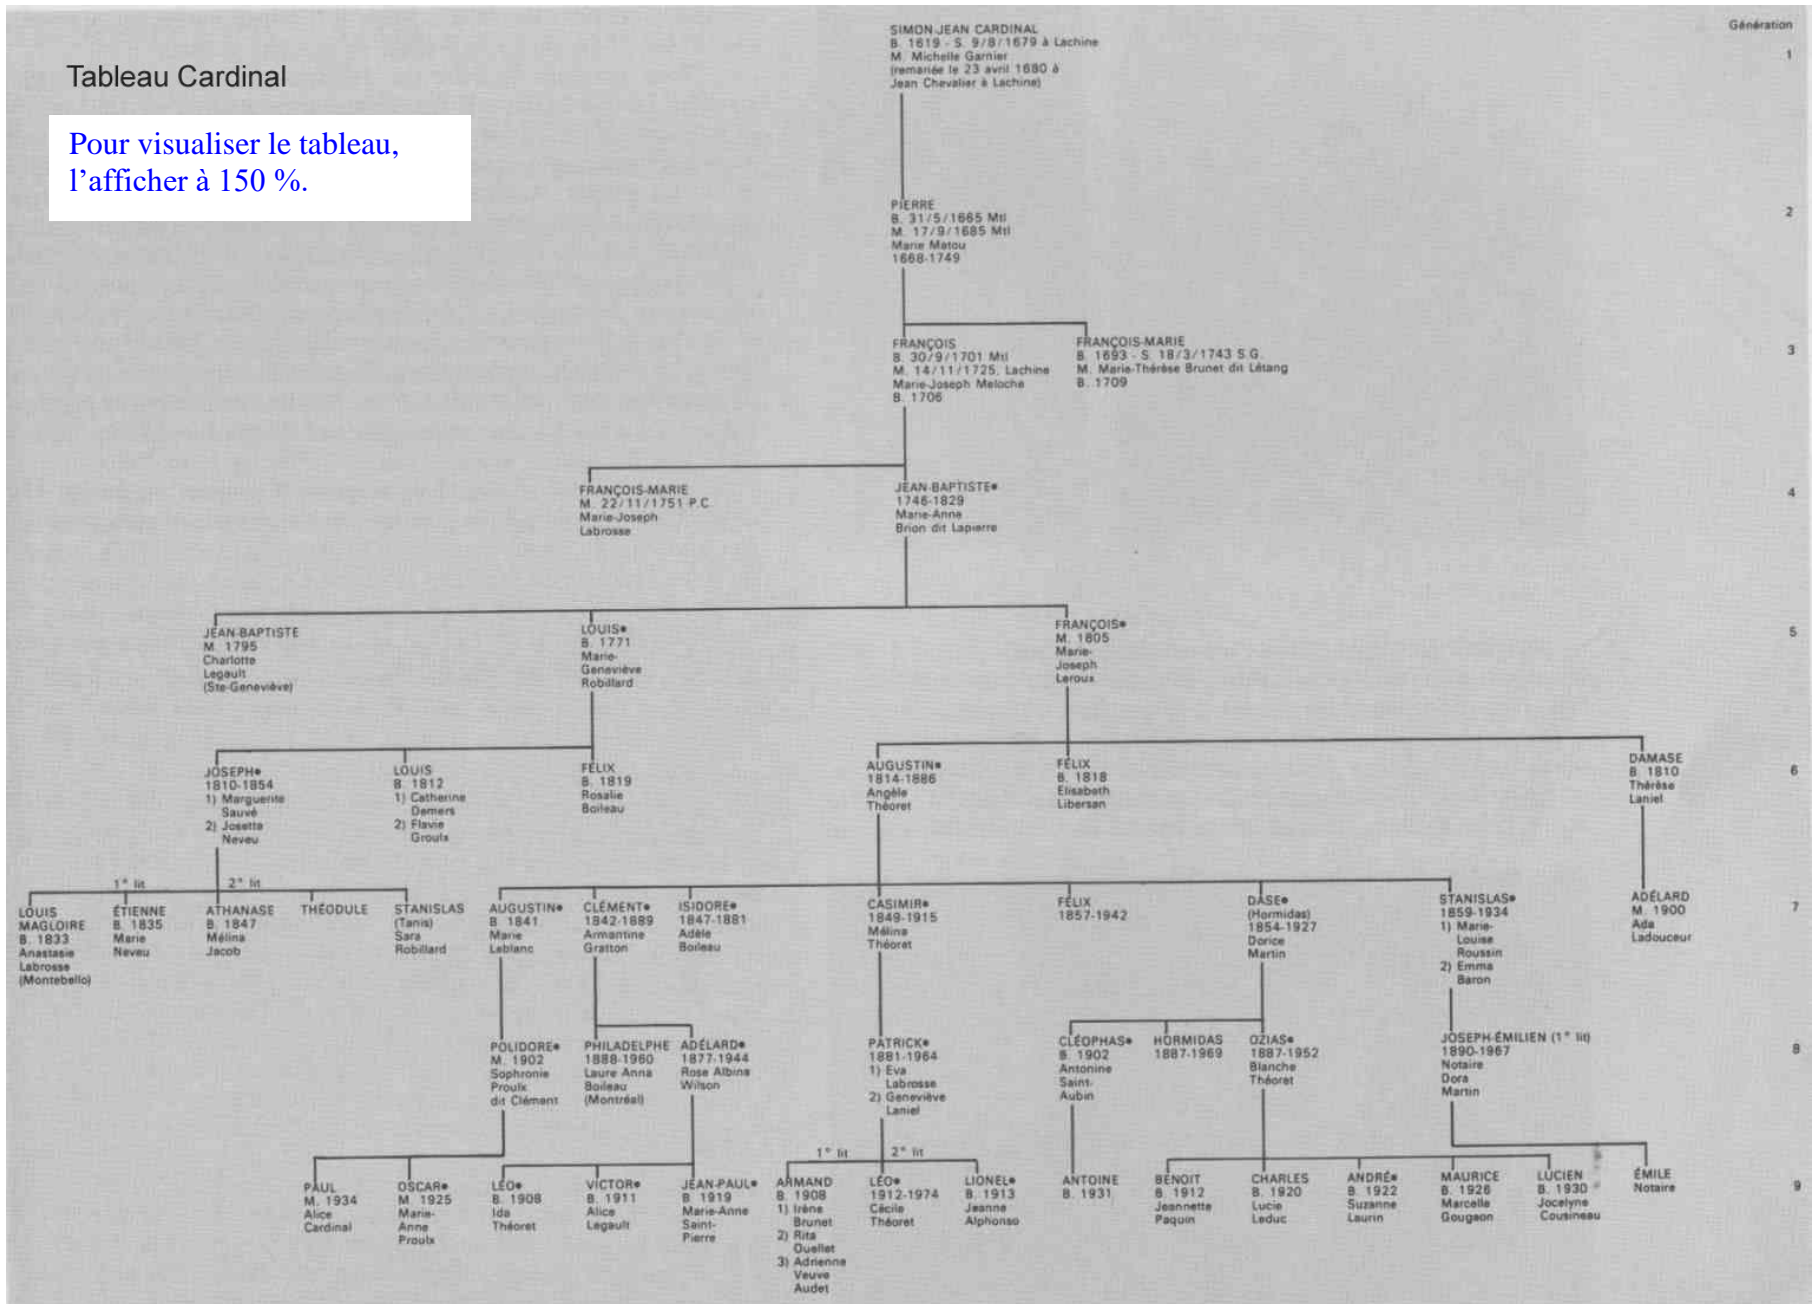 Tableau Cardinal
Pour visualiser le tableau,
l’afficher à 150 %.
Génération
SIMON-JEAN CARDINAL
B. 1619 - S. 9/8/1679 à Lachine
M. Michelle Garnier
(remariée le 23 avril 1680 à
Jean Chevalier à Lachine)
1
PIERRE
B. 31/5/1665 Mtl
M. 17/9/1685 Mtl
Marie Matou
1668-1749
2
FRANÇOIS
B. 30/9/1701 Mtl
M. 14/11/1725, Lachine
Marie-Joseph Meloche
B. 1706
FRANÇOIS-MARIE
B. 1693 - S. 18/3/1743 S.G.
M. Marie-Thérèse Brunet dit Létang
B. 1709
3
FRANÇOIS-MARIE
M. 22/11/1751 P.C.
Marie-Joseph
Labrosse
JEAN-BAPTISTE•
1746-1829
Marie-Anne
Brion dit Lapierre
4
JEAN-BAPTISTE
M. 1795
Charlotte
Legault
(Ste-Geneviève)
LOUIS•
B. 1771
Marie-
Geneviève
Robillard
FRANÇOIS•
M. 1805
Marie-
Joseph
Leroux
5
JOSEPH•
1810-1854
1) Marguerite
Sauvé
2) Josette
Neveu
LOUIS
B. 1812
1) Catherine
Demers
2) Flavie
Groulx
FÉLIX
B. 1819
Rosalie
Boileau
AUGUSTIN•
1814-1886
Angèle
Théoret
FÉLIX
B. 1818
Elisabeth
Libersan
DAMASE
B. 1810
Thérèse
Laniel
6
1° lit
2° lit
LOUIS
MAGLOIRE
B. 1833
Anastasie
Labrosse
(Montebello)
ÉTIENNE
B. 1835
Marie
Neveu
ATHANASE
B. 1847
Mélina
Jacob
THÉODULE
STANISLAS
(Tanis)
Sara
Robillard
AUGUSTIN•
B. 1841
Marie
Leblanc
CLÉMENT•
1842-1889
Armantine
Gratton
ISIDORE•
1847-1881
Adèle
Boileau
CASIMIR•
1849-1915
Mélina
Théoret
FÉLIX
1857-1942
DASE•
(Hormidas)
1854-1927
Dorice
Martin
STANISLAS•
1859-1934
1) Marie-
Louise
Roussin
2) Emma
Baron
ADÉLARD
M. 1900
Ada
Ladouceur
7
POLIDORE•
M. 1902
Sophronie
Proulx
dit Clément
PHILADELPHE
1888-1960
Laure Anna
Boileau
(Montréal)
ADÉLARD•
1877-1944
Rose Albina
Wilson
PATRICK•
1881-1964
1) Eva
Labrosse
2) Geneviève
Laniel
CLÉOPHAS•
B. 1902
Antonine
Saint-
Aubin
HORMIDAS
1887-1969
OZIAS•
1887-1952
Blanche
Théoret
JOSEPH-ÉMILIEN (1° lit)
1890-1967
Notaire
Dora
Martin
8
1° lit
2° lit
PAUL
M. 1934
Alice
Cardinal
OSCAR•
M. 1925
Marie-
Anne
Proulx
LÉO•
B. 1908
Ida
Théoret
VICTOR•
B. 1911
Alice
Legault
JEAN-PAUL•
B. 1919
Marie-Anne
Saint-
Pierre
ARMAND
B. 1908
1) Irène
Brunet
2) Rita
Ouellet
3) Adrienne
Veuve
Audet
LÉO•
1912-1974
Cécile
Théoret
LIONEL•
B. 1913
Jeanne
Alphonso
ANTOINE
B. 1931
BENOIT
B. 1912
Jeannette
Paquin
CHARLES
B. 1920
Lucie
Leduc
ANDRÉ•
B. 1922
Suzanne
Laurin
MAURICE
B. 1926
Marcelle
Gougeon
LUCIEN
B. 1930
Jocelyne
Cousineau
ÉMILE
Notaire
9